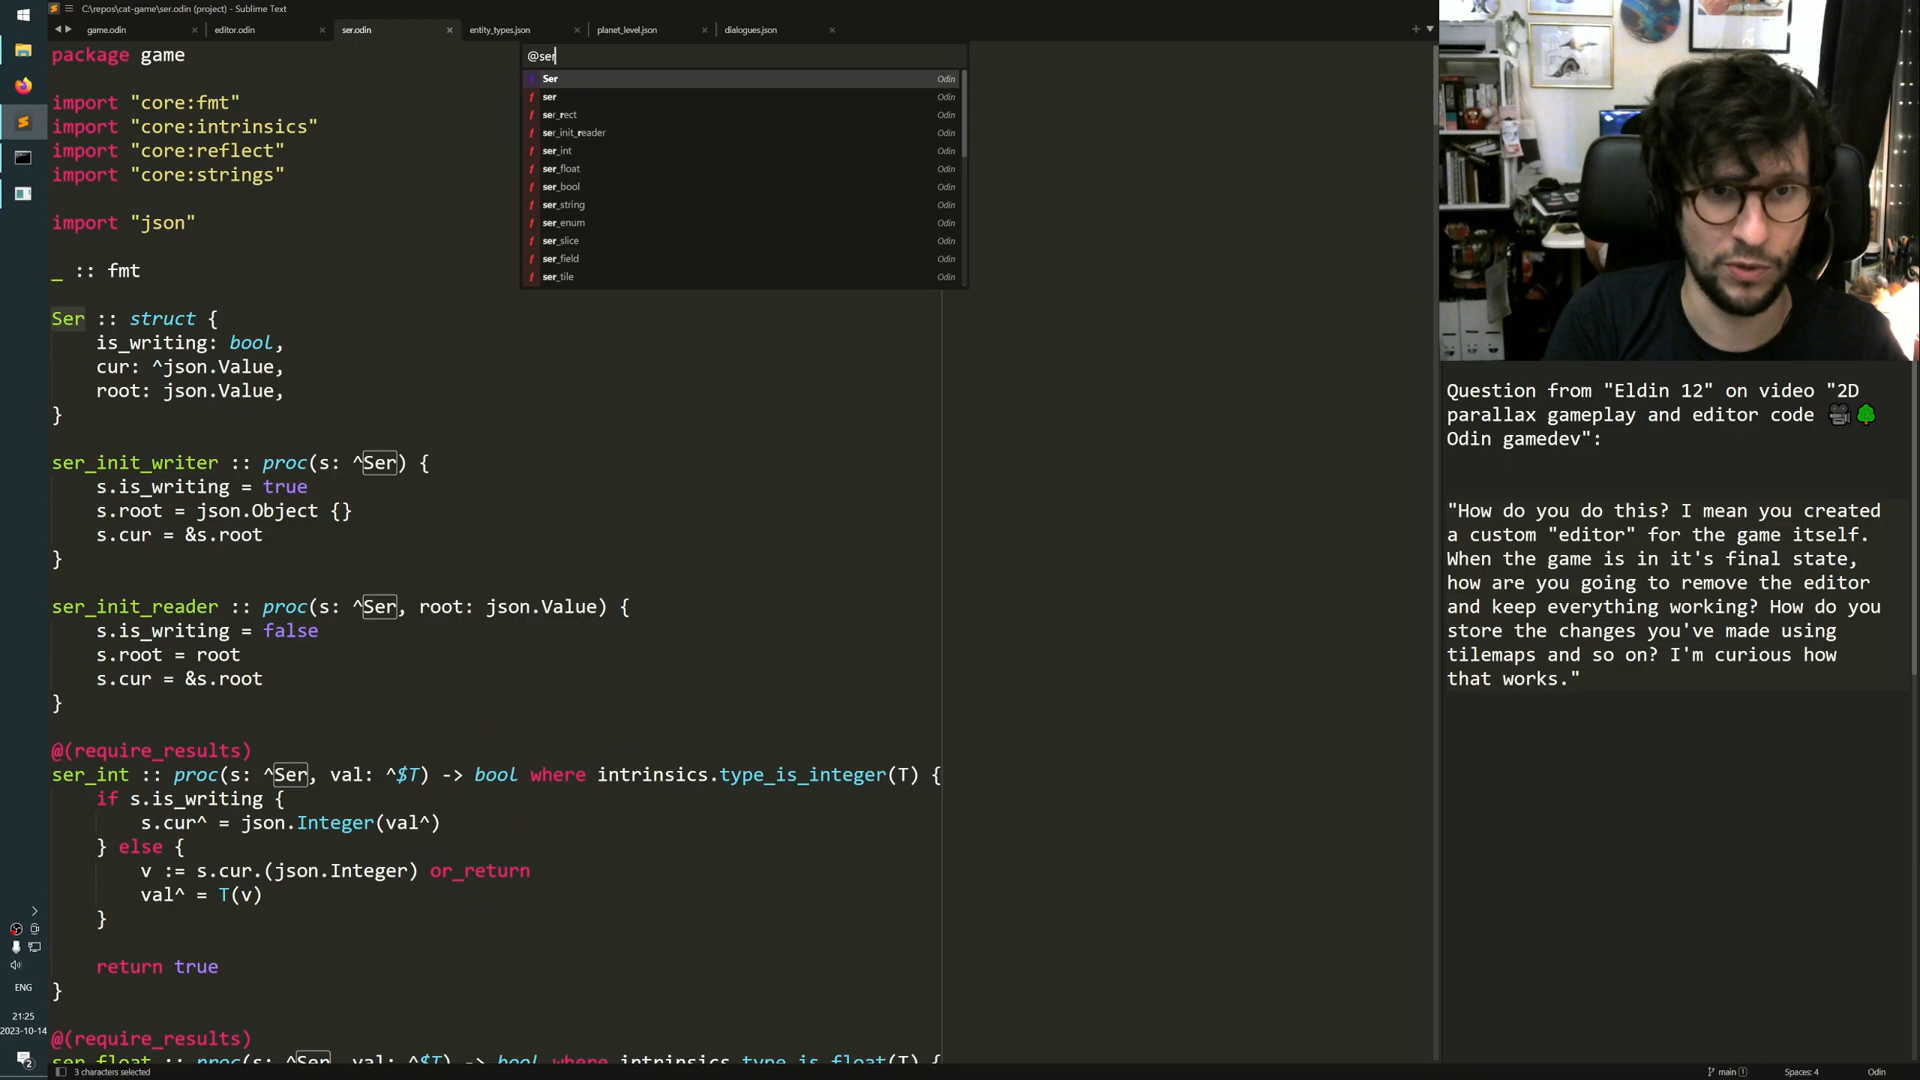 C:\repos\cat-game\ser.odin (project) - Sublime Text
game.odin
editor.odin
ser.odin
entity_types.json
planet_level.json
dialogues.json
@ser
Ser Odin
ser Odin
ser_rect Odin
ser_init_reader Odin
ser_int Odin
ser_float Odin
ser_bool Odin
ser_string Odin
ser_enum Odin
ser_slice Odin
ser_field Odin
ser_tile Odin
package game
import "core:fmt"
import "core:intrinsics"
import "core:reflect"
import "core:strings"
import "json"
_ :: fmt
Ser :: struct {
is_writing: bool,
cur: ^json.Value,
root: json.Value,
}
ser_init_writer :: proc(s: ^Ser) {
s.is_writing = true
s.root = json.Object {}
s.cur = &s.root
}
ser_init_reader :: proc(s: ^Ser, root: json.Value) {
s.is_writing = false
s.root = root
s.cur = &s.root
}
@(require_results)
ser_int :: proc(s: ^Ser, val: ^$T) -> bool where intrinsics.type_is_integer(T) {
if s.is_writing {
s.cur^ = json.Integer(val^)
} else {
v := s.cur.(json.Integer) or_return
val^ = T(v)
}
return true
}
@(require_results)
ser_float :: proc(s: ^Ser, val: ^$T) -> bool where intrinsics.type_is_float(T) {
Question from "Eldin 12" on video "2D
parallax gameplay and editor code 🎥🌳
Odin gamedev":
"How do you do this? I mean you created
a custom "editor" for the game itself.
When the game is in it's final state,
how are you going to remove the editor
and keep everything working? How do you
store the changes you've made using
tilemaps and so on? I'm curious how
that works."
ENG
21:25
2023-10-14
2
3 characters selected
main 1
Spaces: 4
Odin